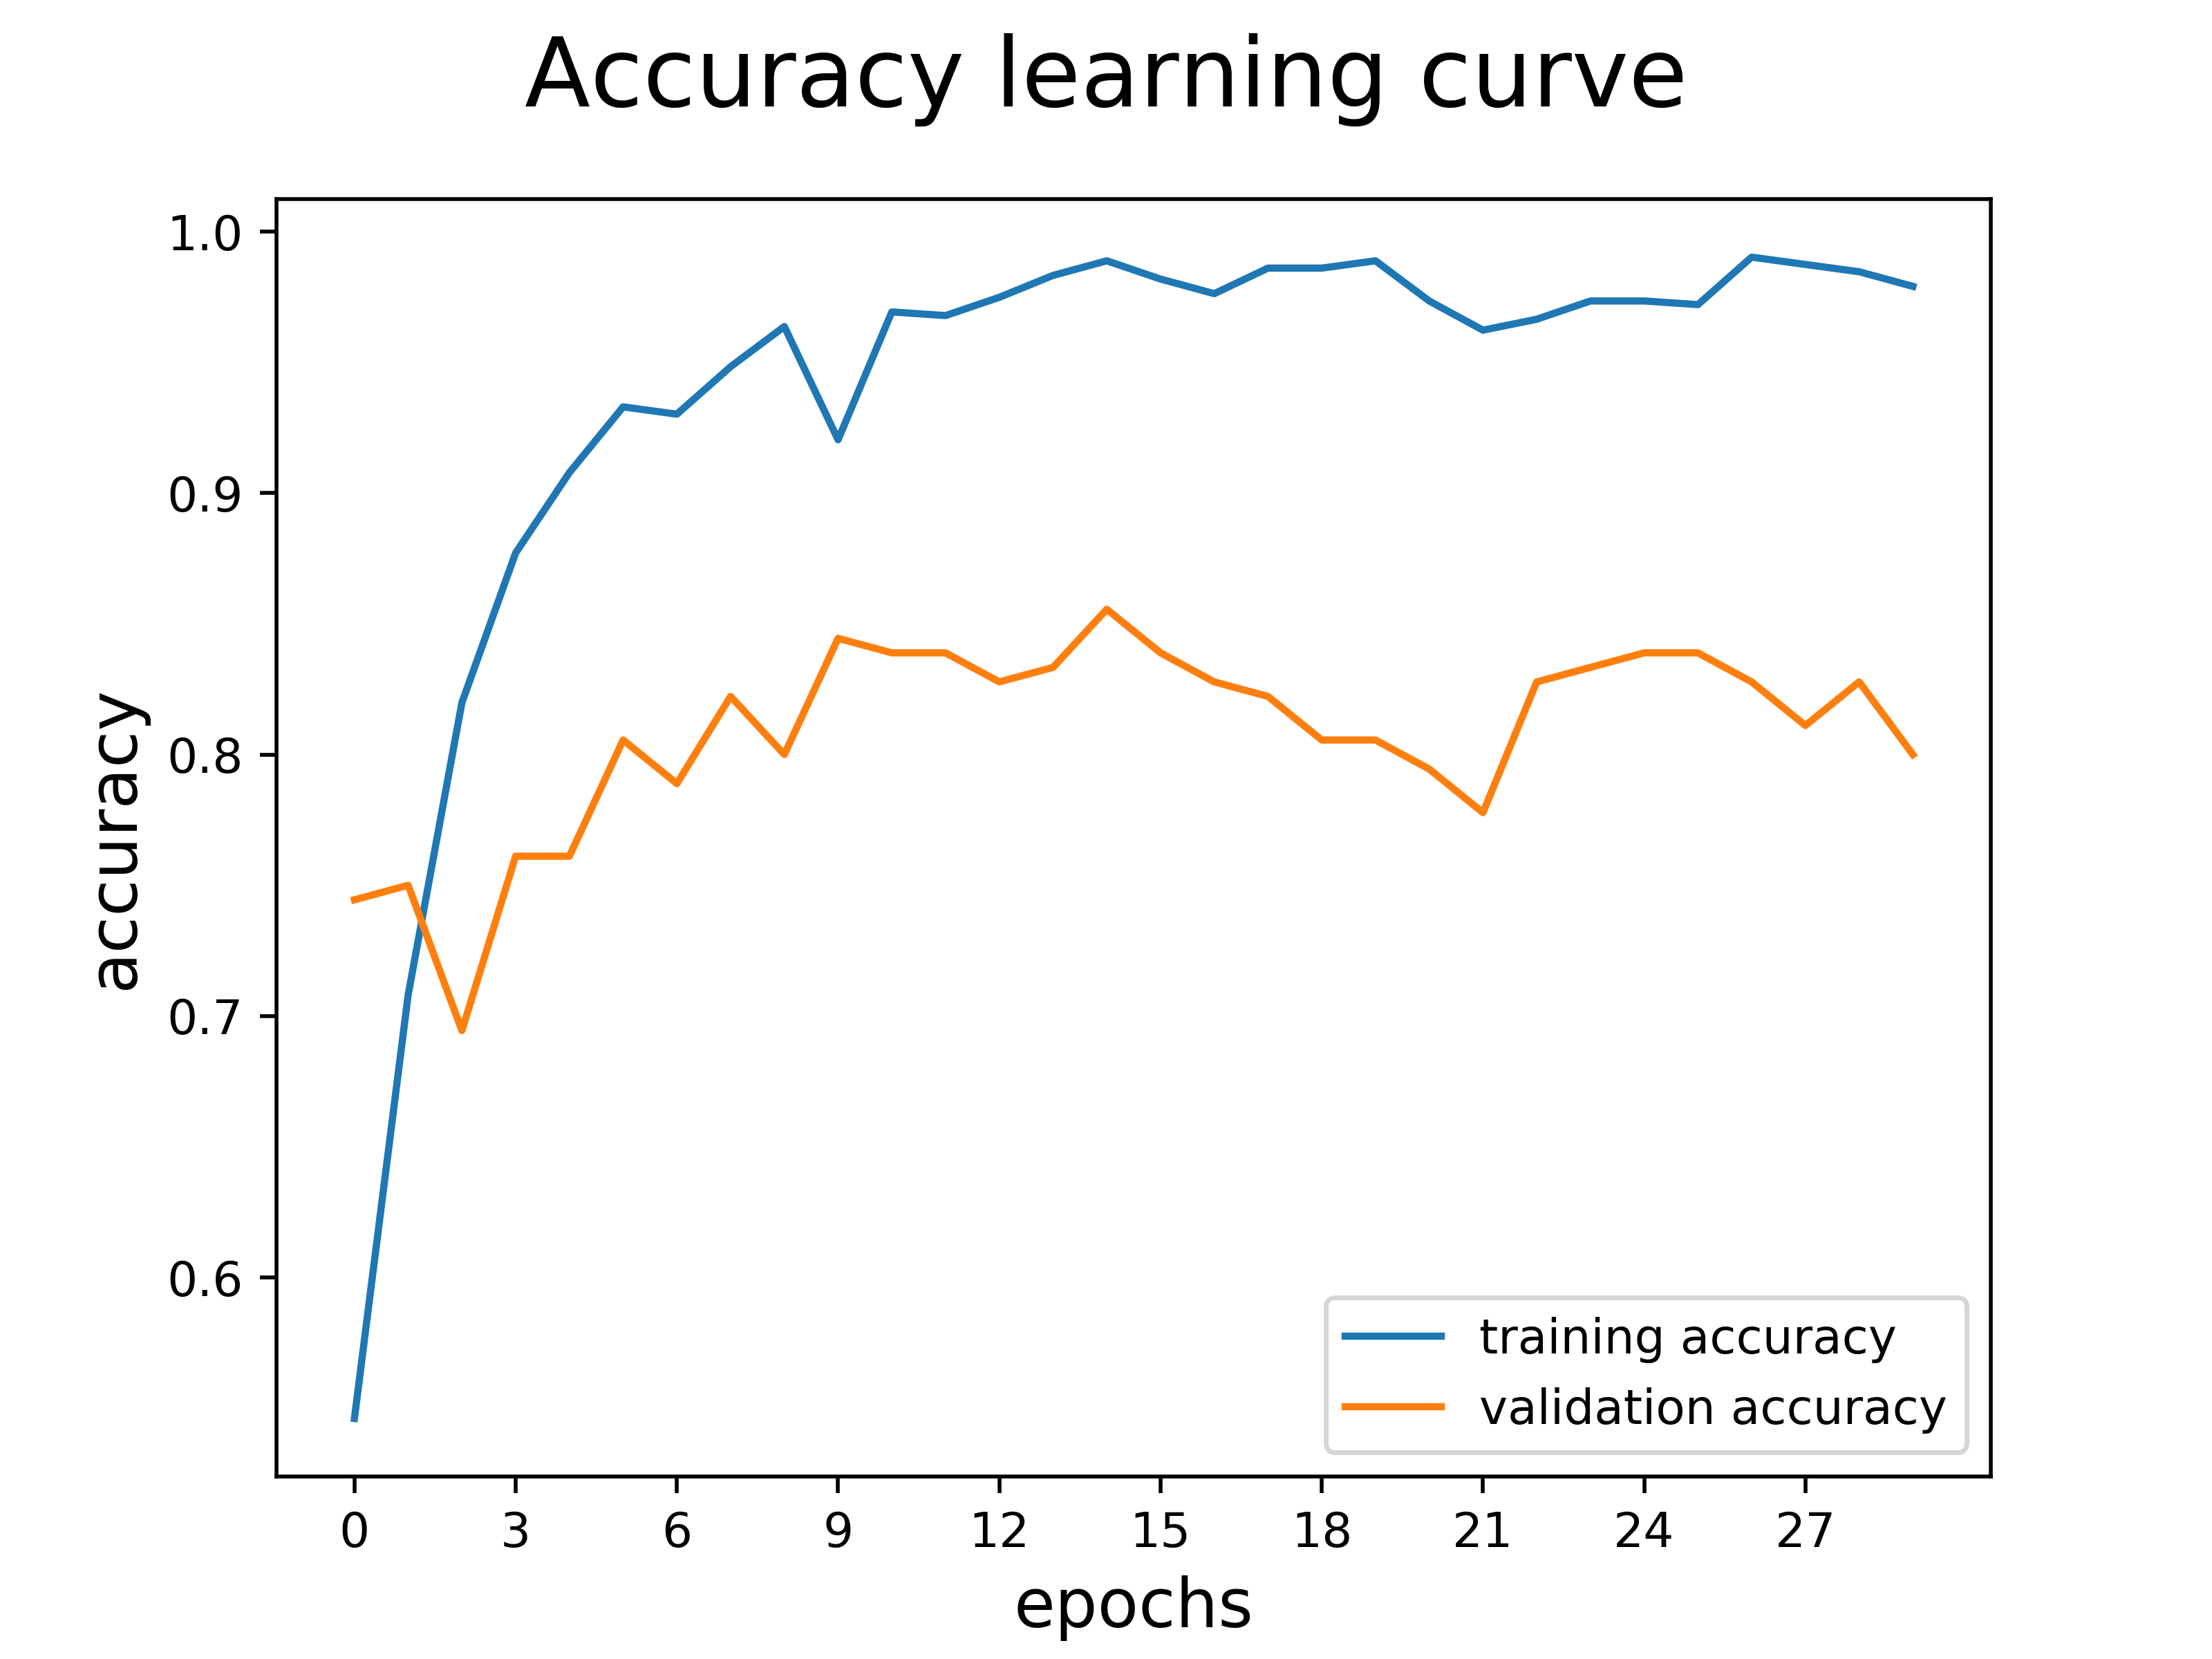 Accuracy learning curve
1.0
0.9
0.8
0.7
0.6
accuracy
training accuracy
validation accuracy
0 3 6 9 12 15 18 21 24 27
epochs